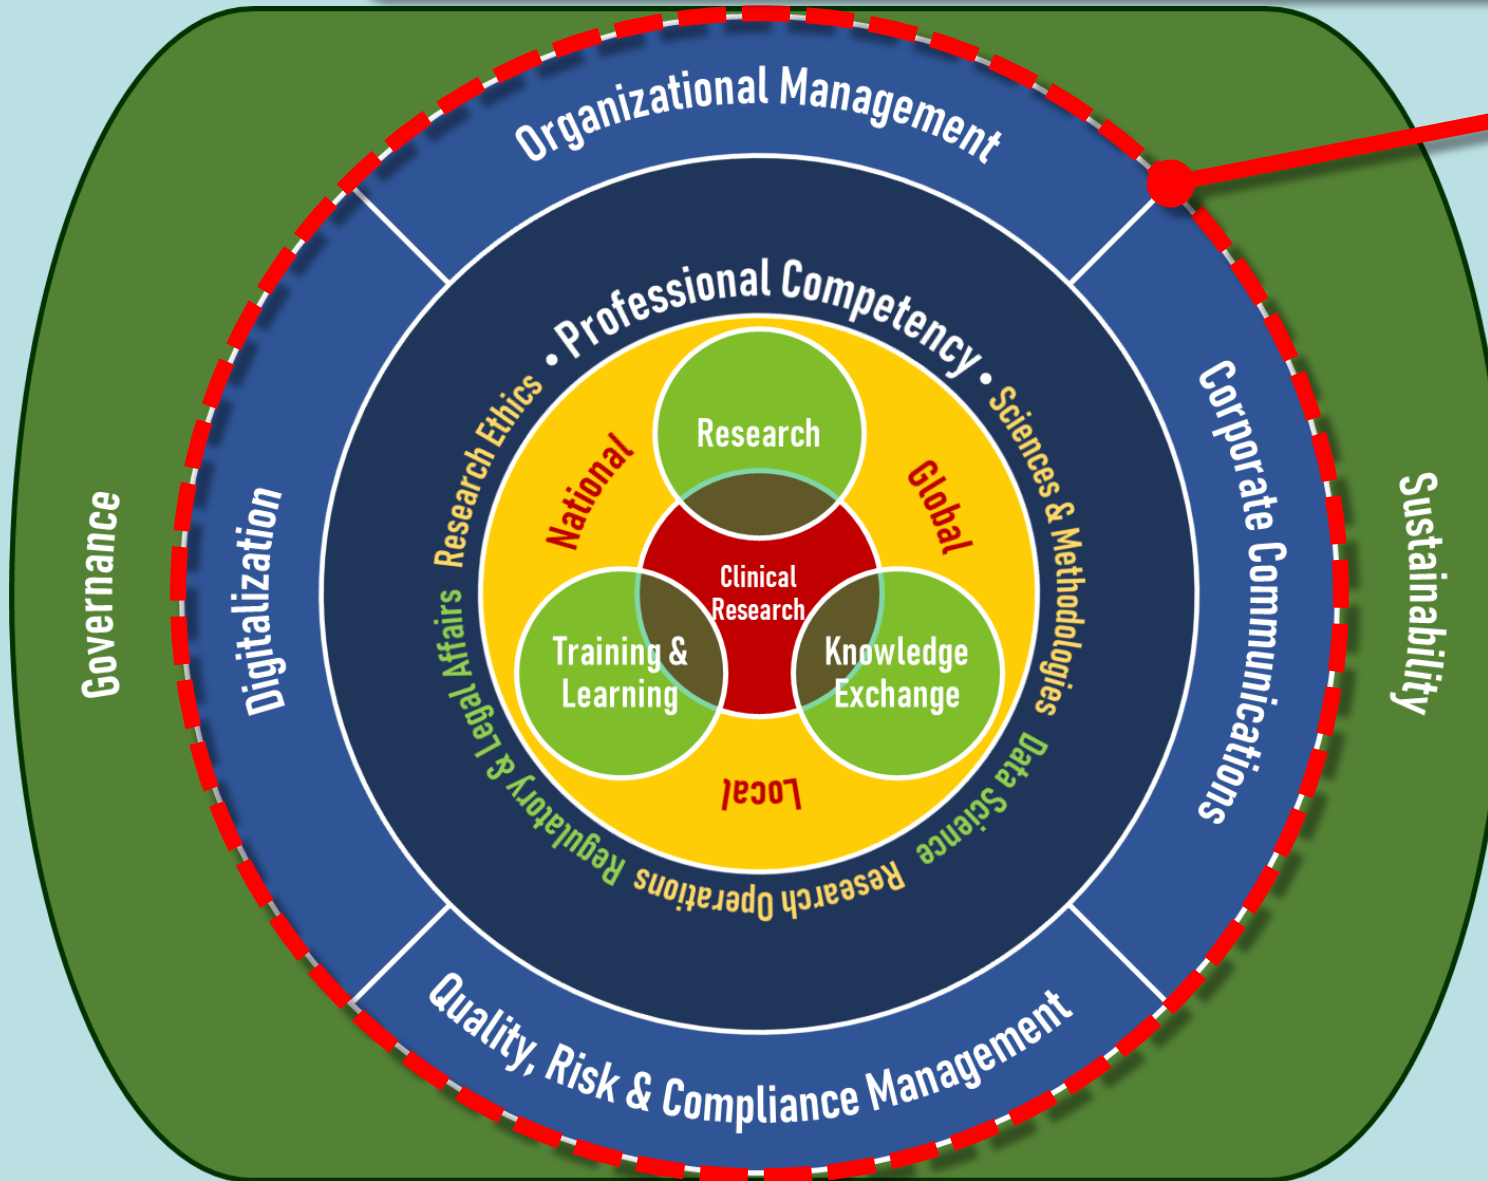 Organizational Management
Corporate Communications
Quality, Risk & Compliance Management
Digitalization
Governance
Sustainability
• Professional Competency •
Sciences & Methodologies
Data Science
Research Operations
Regulatory & Legal Affairs
Research Ethics
National
Global
Local
Research
Clinical
Research
Training &
Learning
Knowledge
Exchange